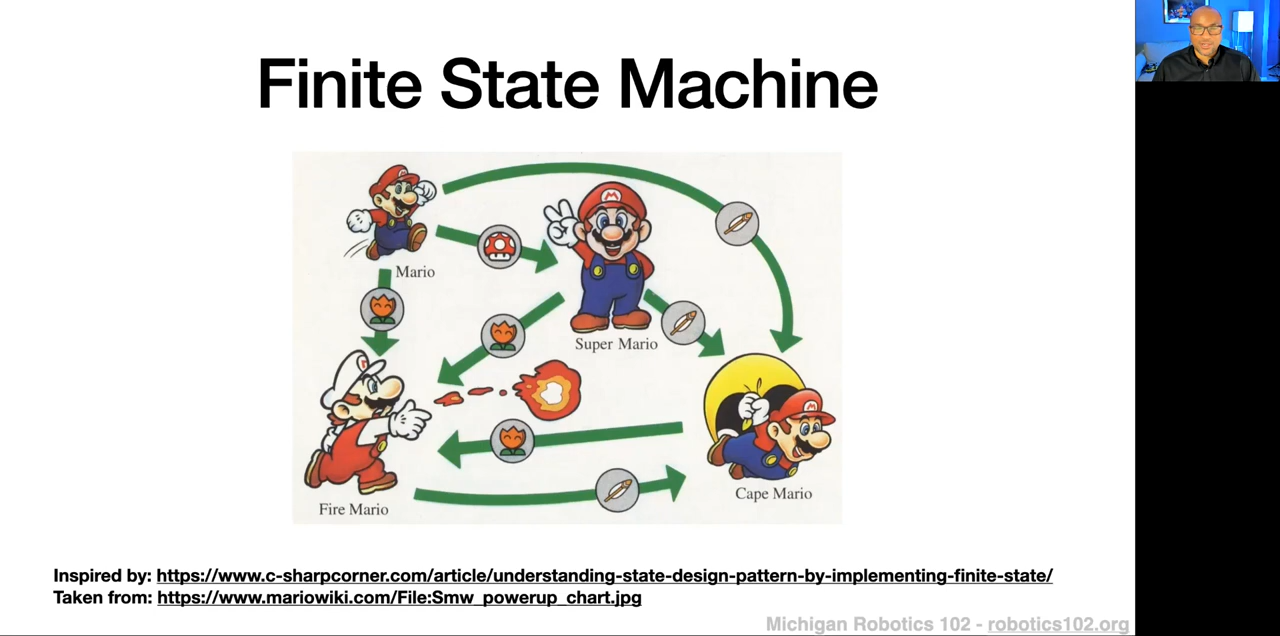 Finite State Machine
Mario
Super Mario
Fire Mario
Cape Mario
Inspired by: https://www.c-sharpcorner.com/article/understanding-state-design-pattern-by-implementing-finite-state/
Taken from: https://www.mariowiki.com/File:Smw_powerup_chart.jpg
Michigan Robotics 102 - robotics102.org